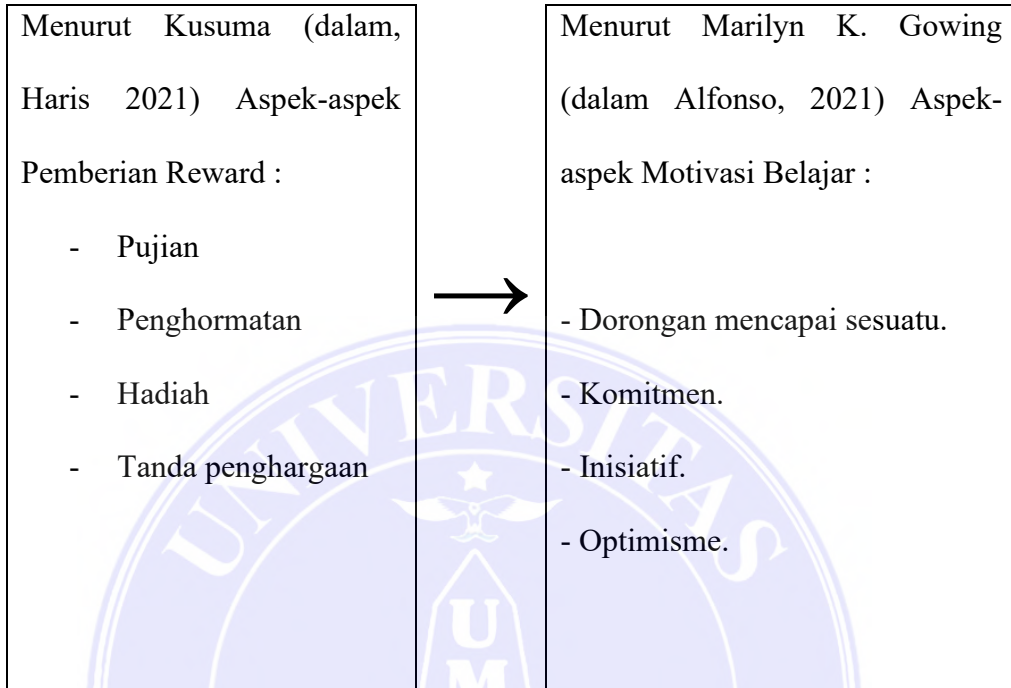 Menurut Kusuma (dalam,
Haris 2021) Aspek-aspek
Pemberian Reward :
- Pujian
- Penghormatan
- Hadiah
- Tanda penghargaan
Menurut Marilyn K. Gowing
(dalam Alfonso, 2021) Aspek-
aspek Motivasi Belajar :
- Dorongan mencapai sesuatu.
- Komitmen.
- Inisiatif.
- Optimisme.
UNIVERSITAS
U
M